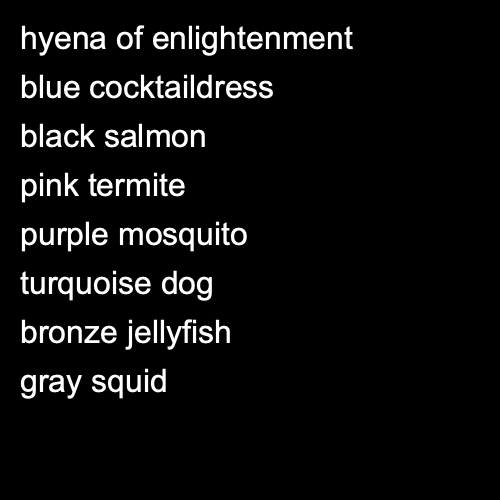 hyena of enlightenment
blue cocktaildress
black salmon
pink termite
purple mosquito
turquoise dog
bronze jellyfish
gray squid